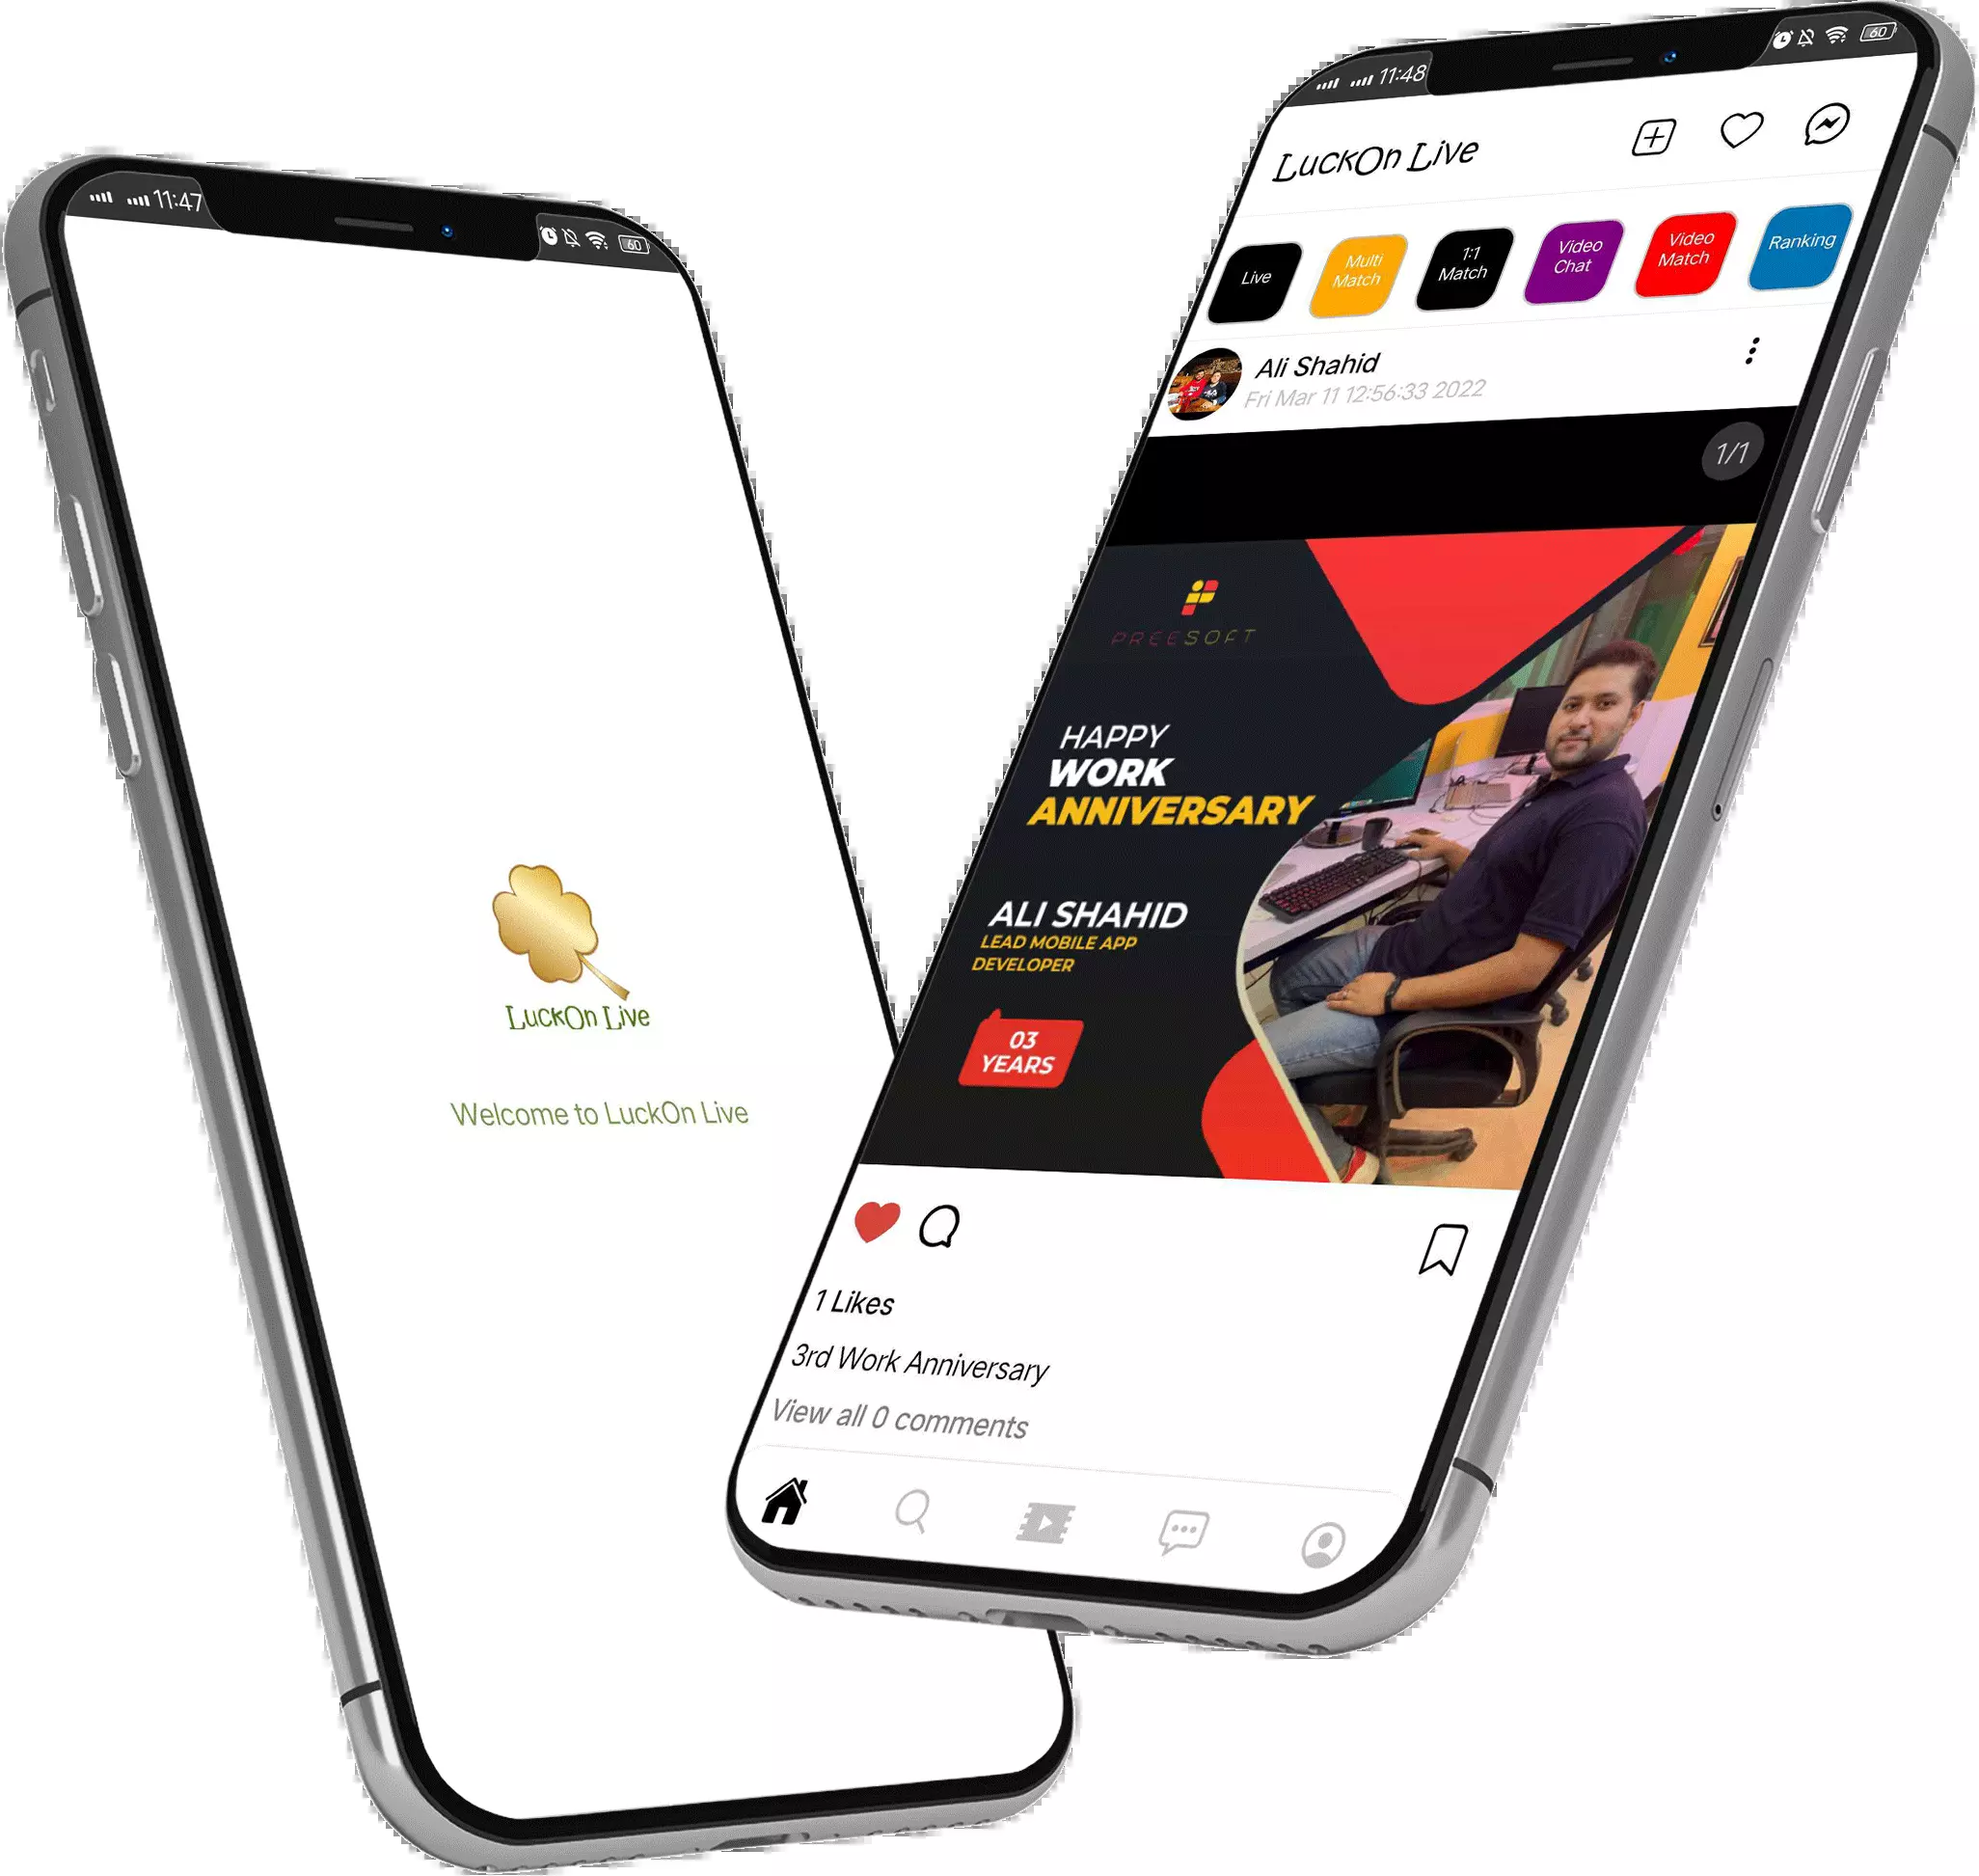 11:47
60
LuckOn Live
Welcome to LuckOn Live
11:48
60
LuckOn Live
Live
Multi
Match
1:1
Match
Video
Chat
Video
Match
Ranking
Ali Shahid
Fri Mar 11 12:56:33 2022
1/1
PREESOFT
HAPPY
WORK
ANNIVERSARY
ALI SHAHID
LEAD MOBILE APP
DEVELOPER
03
YEARS
1 Likes
3rd Work Anniversary
View all 0 comments